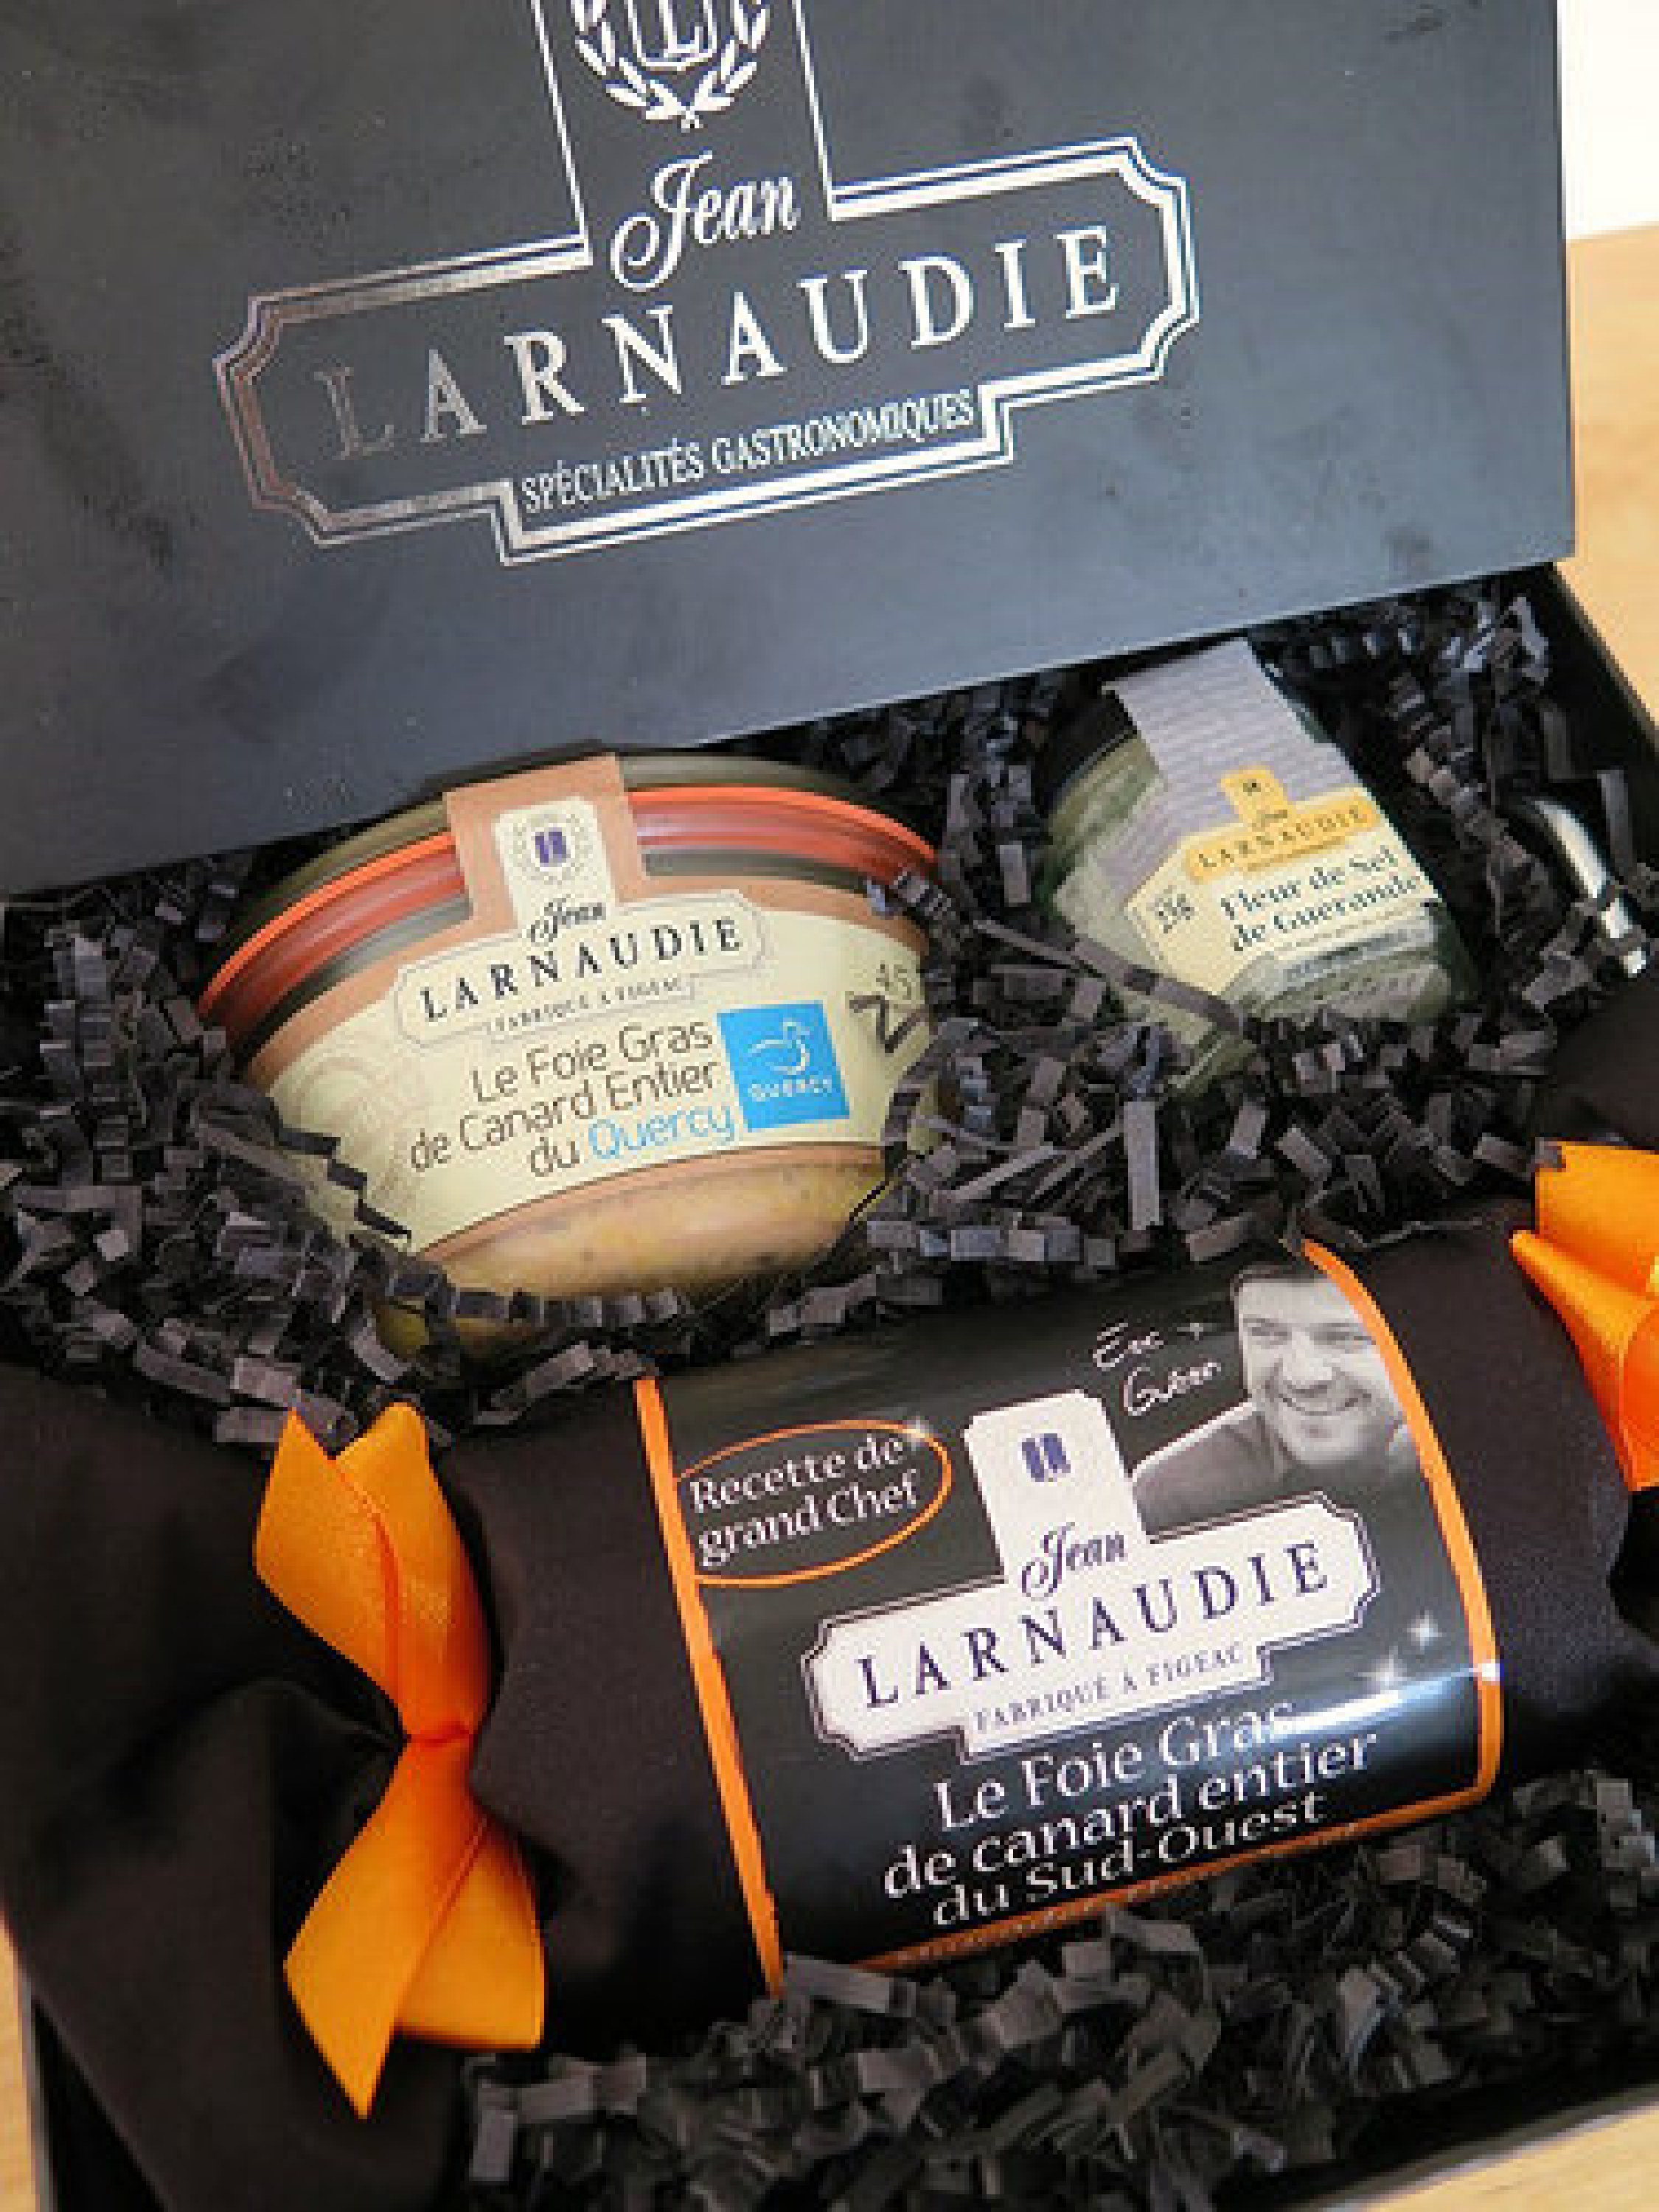 L
Jean
LARNAUDIE
SPÉCIALITÉS GASTRONOMIQUES
Jean
LARNAUDIE
FABRIQUÉ A FIGEAC
Le Foie Gras
de Canard Entier
du Quercy
QUERCY
Jean
LARNAUDIE
Fleur de Sel
de Guérande
Recette de
grand Chef
Jean
LARNAUDIE
FABRIQUÉ A FIGEAC
Le Foie Gras
de canard entier
du Sud-Ouest